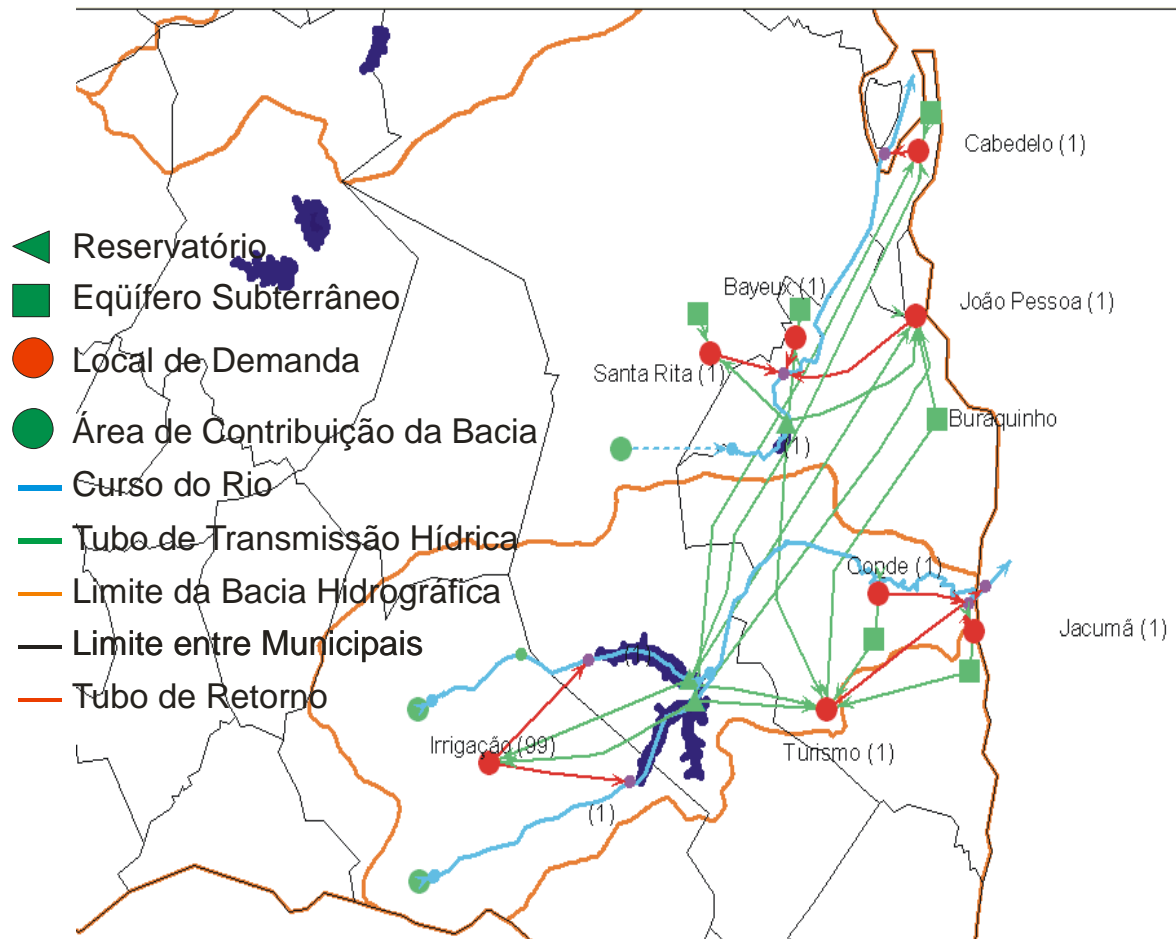 Cabedelo (1)
Reservatório
Eqüífero Subterrâneo
Bayeux (1)
João Pessoa (1)
Local de Demanda
Santa Rita (1)
Área de Contribuição da Bacia
Buraquinho
(1)
Curso do Rio
Tubo de Transmissão Hídrica
Conde (1)
Limite da Bacia Hidrográfica
Jacumã (1)
Limite entre Municipais
Tubo de Retorno
Irrigação (99)
Turismo (1)
(1)